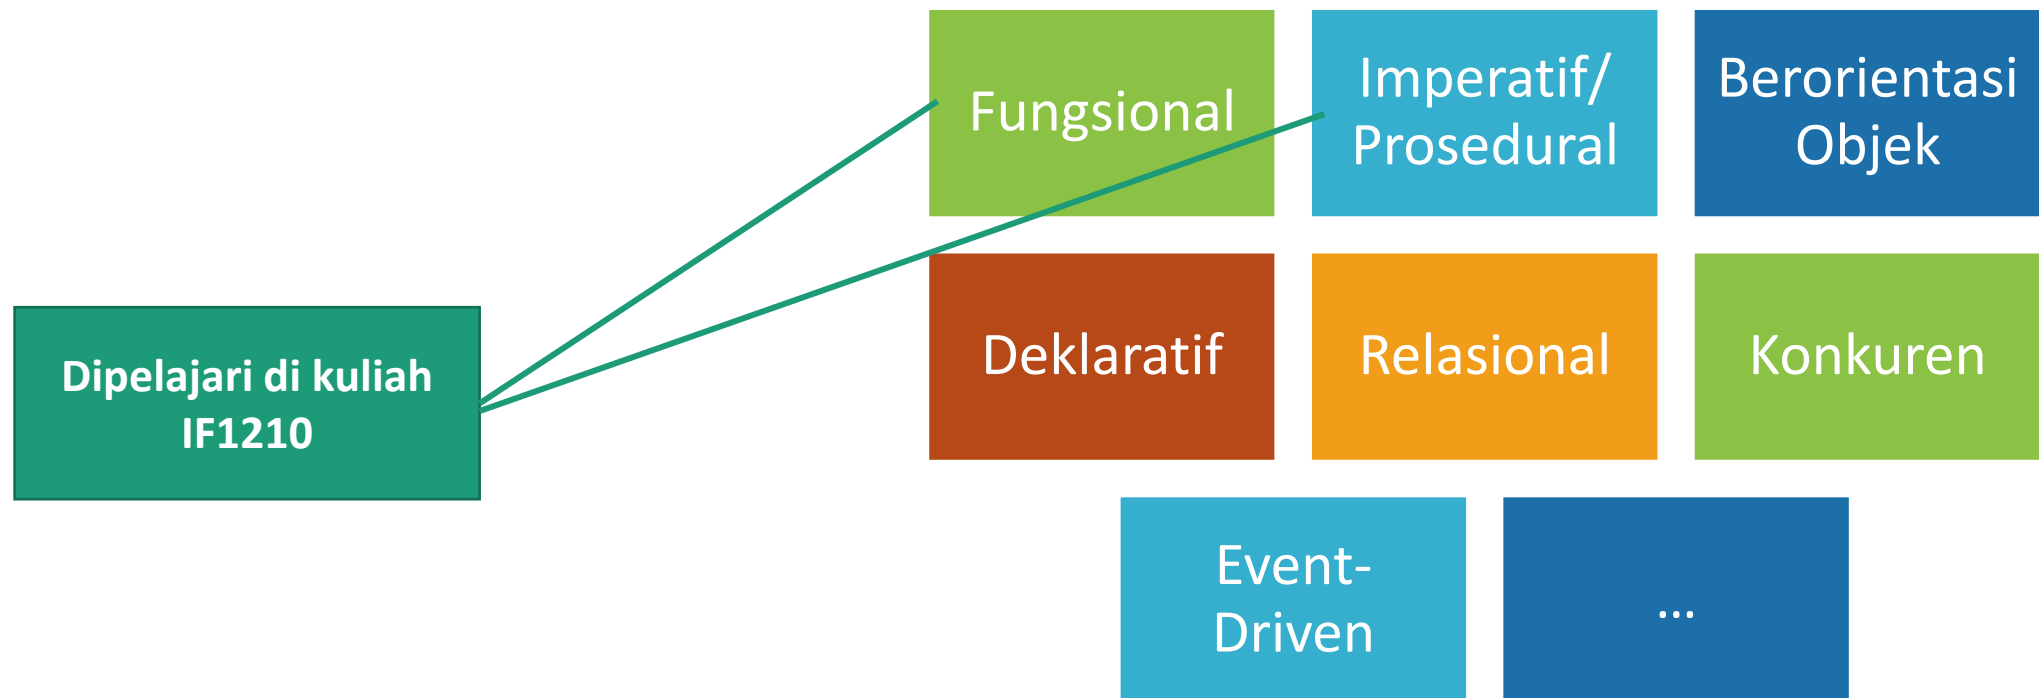 Fungsional
Imperatif/
Prosedural
Berorientasi
Objek
Dipelajari di kuliah
IF1210
Deklaratif
Relasional
Konkuren
Event-
Driven
...